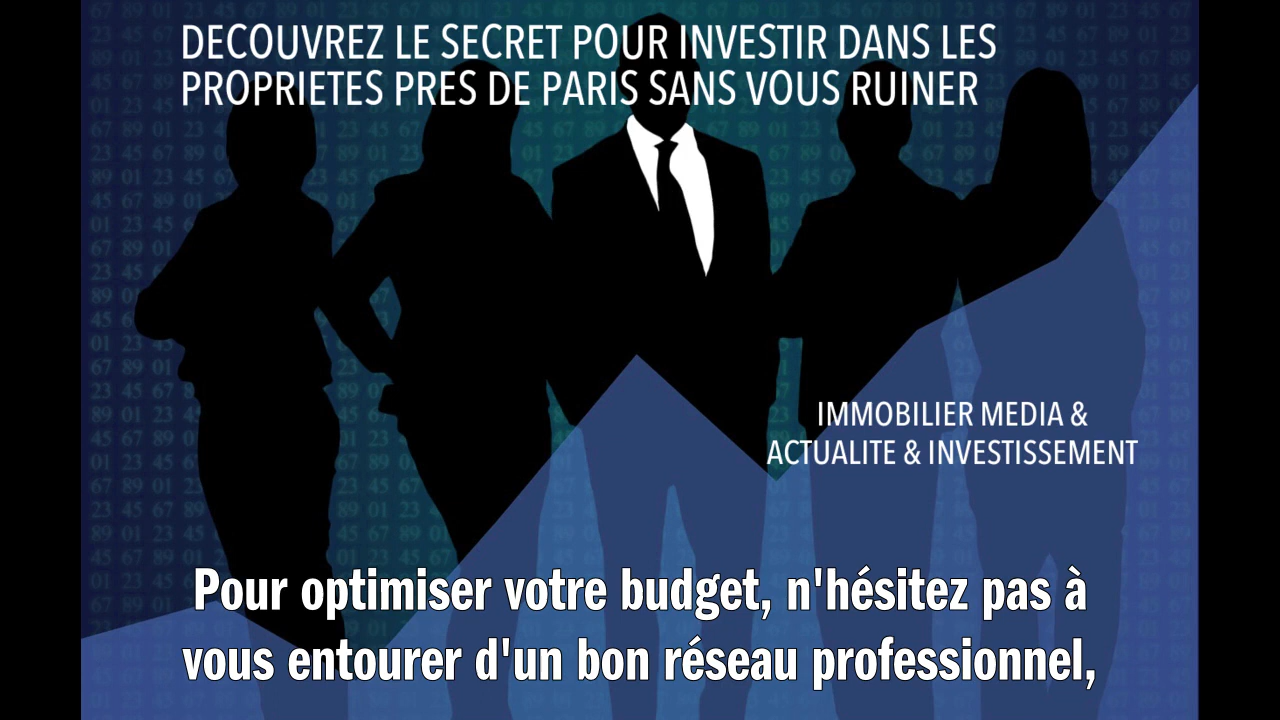 DECOUVREZ LE SECRET POUR INVESTIR DANS LES
PROPRIETES PRES DE PARIS SANS VOUS RUINER
IMMOBILIER MEDIA &
ACTUALITE & INVESTISSEMENT
Pour optimiser votre budget, n'hésitez pas à
vous entourer d'un bon réseau professionnel,